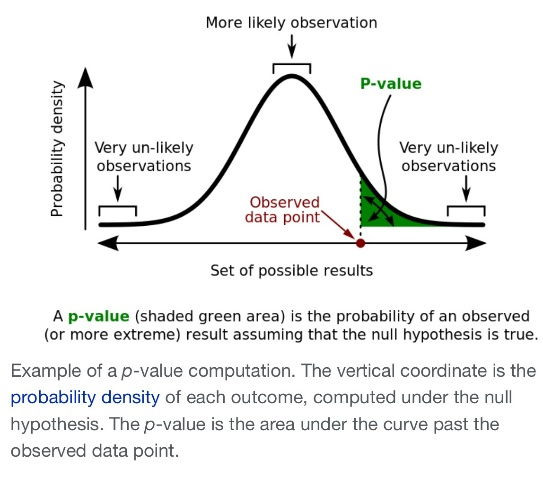 More likely observation
P-value
Probability density
Very un-likely
observations
Very un-likely
observations
Observed
data point
Set of possible results
A p-value (shaded green area) is the probability of an observed
(or more extreme) result assuming that the null hypothesis is true.
Example of a p-value computation. The vertical coordinate is the
probability density of each outcome, computed under the null
hypothesis. The p-value is the area under the curve past the
observed data point.